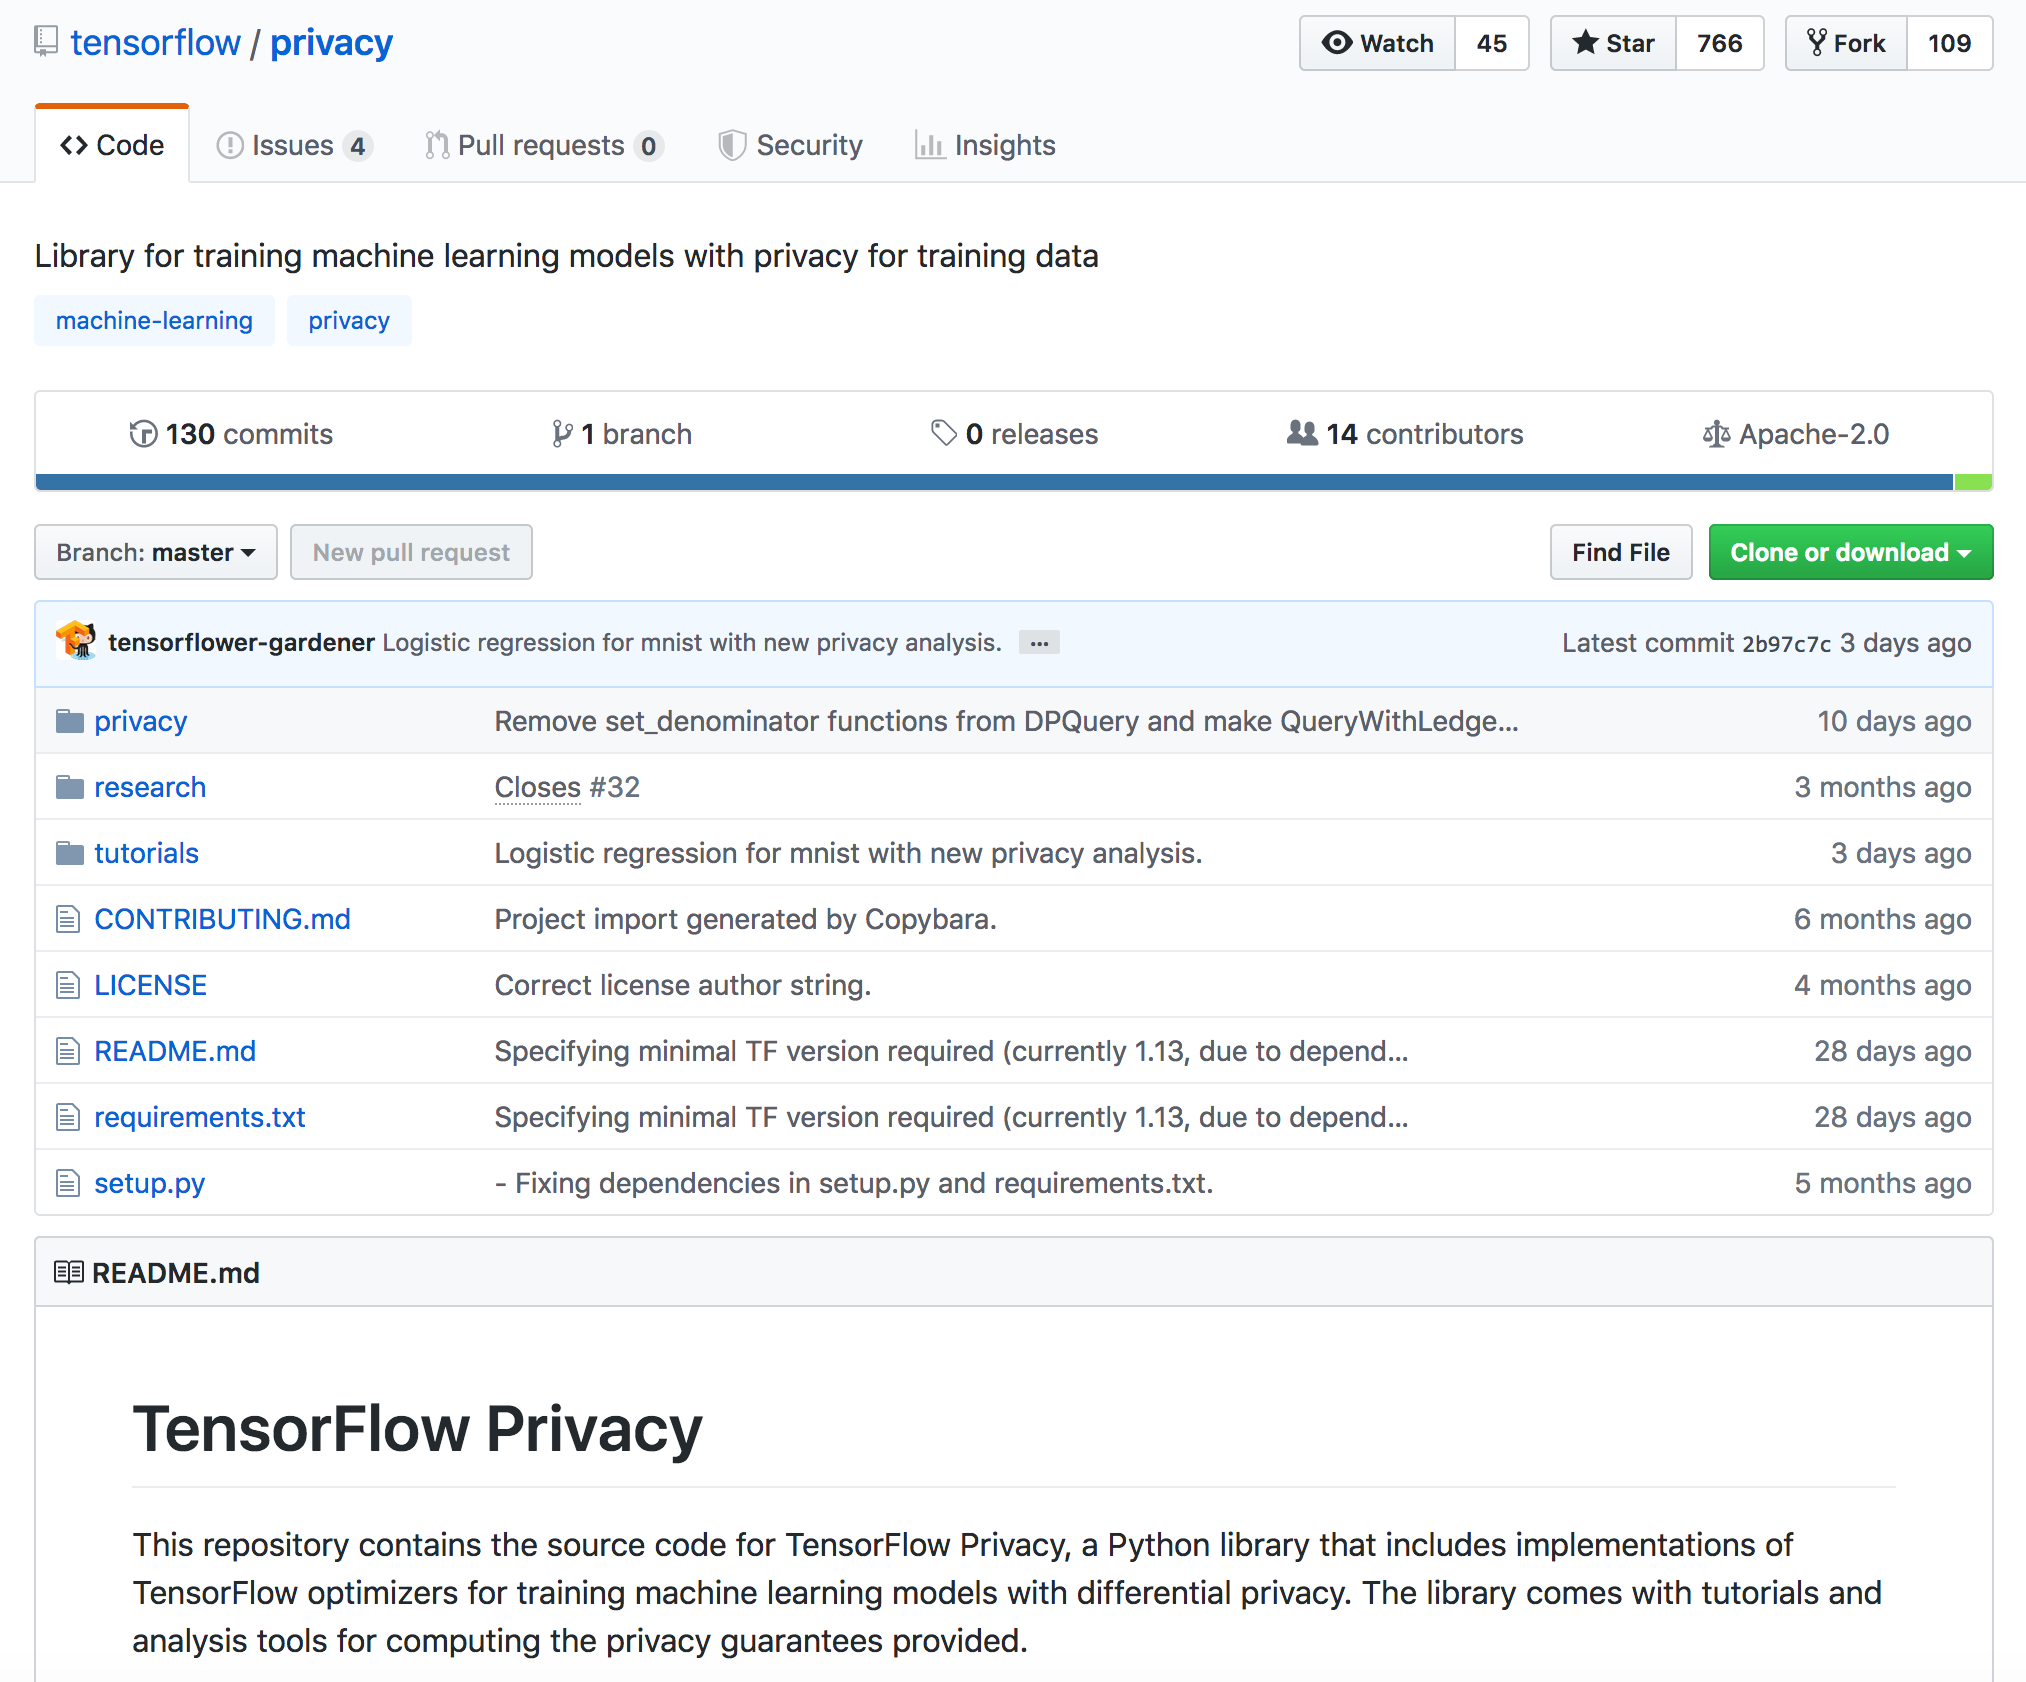 tensorflow / privacy
Watch 45 Star 766 Fork 109
Code Issues 4 Pull requests 0 Security Insights
Library for training machine learning models with privacy for training data
machine-learning privacy
130 commits 1 branch 0 releases 14 contributors Apache-2.0
Branch: master New pull request Find File Clone or download
tensorflower-gardener Logistic regression for mnist with new privacy analysis. ... Latest commit 2b97c7c 3 days ago
privacy Remove set_denominator functions from DPQuery and make QueryWithLedge... 10 days ago
research Closes #32 3 months ago
tutorials Logistic regression for mnist with new privacy analysis. 3 days ago
CONTRIBUTING.md Project import generated by Copybara. 6 months ago
LICENSE Correct license author string. 4 months ago
README.md Specifying minimal TF version required (currently 1.13, due to depend... 28 days ago
requirements.txt Specifying minimal TF version required (currently 1.13, due to depend... 28 days ago
setup.py - Fixing dependencies in setup.py and requirements.txt. 5 months ago
README.md
TensorFlow Privacy
This repository contains the source code for TensorFlow Privacy, a Python library that includes implementations of
TensorFlow optimizers for training machine learning models with differential privacy. The library comes with tutorials and
analysis tools for computing the privacy guarantees provided.